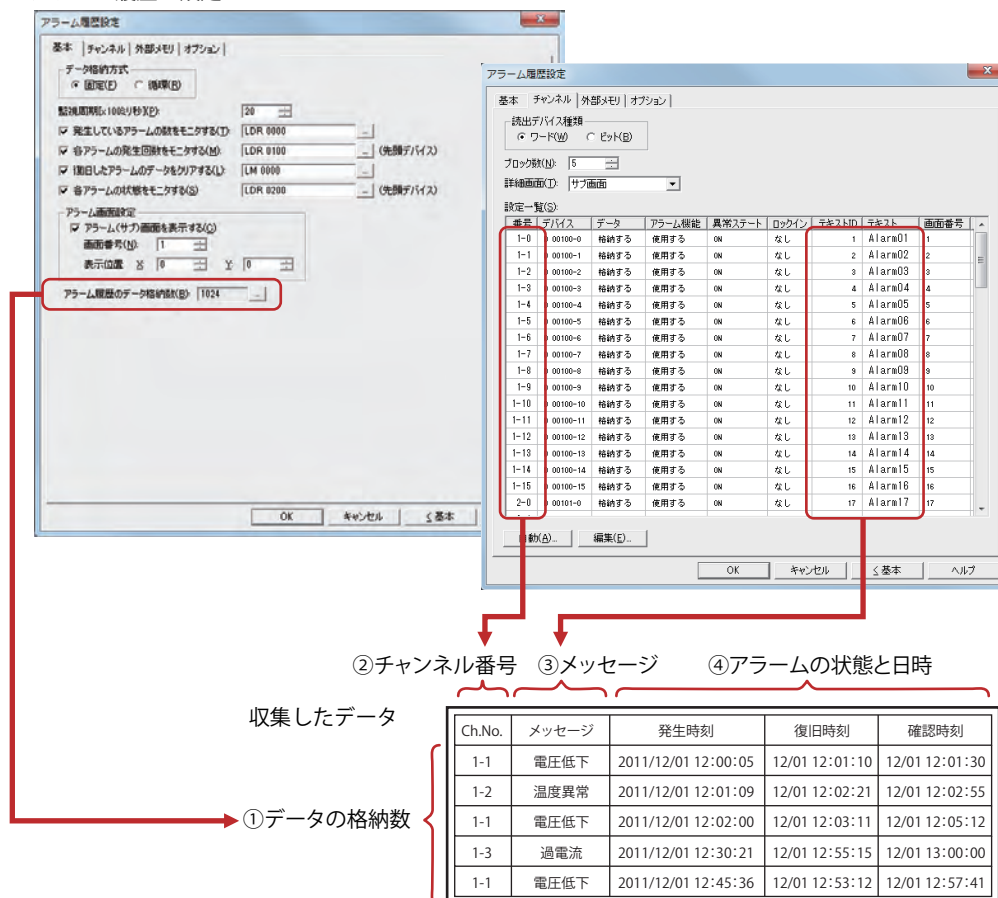 アラーム履歴設定
基本 チャンネル 外部メモリ オプション
データ格納方式
固定(F) 循環(R)
監視周期[x100ミリ秒](P): 20
発生しているアラームの数をモニタする(T): LDR 0000 ...
各アラームの発生回数をモニタする(M): LDR 0100 ... (先頭デバイス)
復旧したアラームのデータをクリアする(L): LM 0000 ...
各アラームの状態をモニタする(S) LDR 0200 ... (先頭デバイス)
アラーム画面設定
アラーム(サブ)画面を表示する(O)
画面番号(N): 1
表示位置 X 0 Y: 0
アラーム履歴のデータ格納数(B): 1024 ...
OK キャンセル ≤基本
アラーム履歴設定
基本 チャンネル 外部メモリ オプション
読出デバイス種類
ワード(W) ビット(B)
ブロック数(N): 5
詳細画面(T): サブ画面
設定一覧(S):
番号 デバイス データ アラーム機能 異常ステート ロックイン テキストID テキスト 画面番号
1-0 00100-0 格納する 使用する ON なし 1 Alarm01 1
1-1 00100-1 格納する 使用する ON なし 2 Alarm02 2
1-2 00100-2 格納する 使用する ON なし 3 Alarm03 3
1-3 00100-3 格納する 使用する ON なし 4 Alarm04 4
1-4 00100-4 格納する 使用する ON なし 5 Alarm05 5
1-5 00100-5 格納する 使用する ON なし 6 Alarm06 6
1-6 00100-6 格納する 使用する ON なし 7 Alarm07 7
1-7 00100-7 格納する 使用する ON なし 8 Alarm08 8
1-8 00100-8 格納する 使用する ON なし 9 Alarm09 9
1-9 00100-9 格納する 使用する ON なし 10 Alarm10 10
1-10 00100-10 格納する 使用する ON なし 11 Alarm11 11
1-11 00100-11 格納する 使用する ON なし 12 Alarm12 12
1-12 00100-12 格納する 使用する ON なし 13 Alarm13 13
1-13 00100-13 格納する 使用する ON なし 14 Alarm14 14
1-14 00100-14 格納する 使用する ON なし 15 Alarm15 15
1-15 00100-15 格納する 使用する ON なし 16 Alarm16 16
2-0 00101-0 格納する 使用する ON なし 17 Alarm17 17
自動(A)... 編集(E)...
OK キャンセル ≤基本 ヘルプ
②チャンネル番号 ③メッセージ ④アラームの状態と日時
収集したデータ
Ch.No. メッセージ 発生時刻 復旧時刻 確認時刻
1-1 電圧低下 2011/12/01 12:00:05 12/01 12:01:10 12/01 12:01:30
1-2 温度異常 2011/12/01 12:01:09 12/01 12:02:21 12/01 12:02:55
①データの格納数
1-1 電圧低下 2011/12/01 12:02:00 12/01 12:03:11 12/01 12:05:12
1-3 過電流 2011/12/01 12:30:21 12/01 12:55:15 12/01 13:00:00
1-1 電圧低下 2011/12/01 12:45:36 12/01 12:53:12 12/01 12:57:41